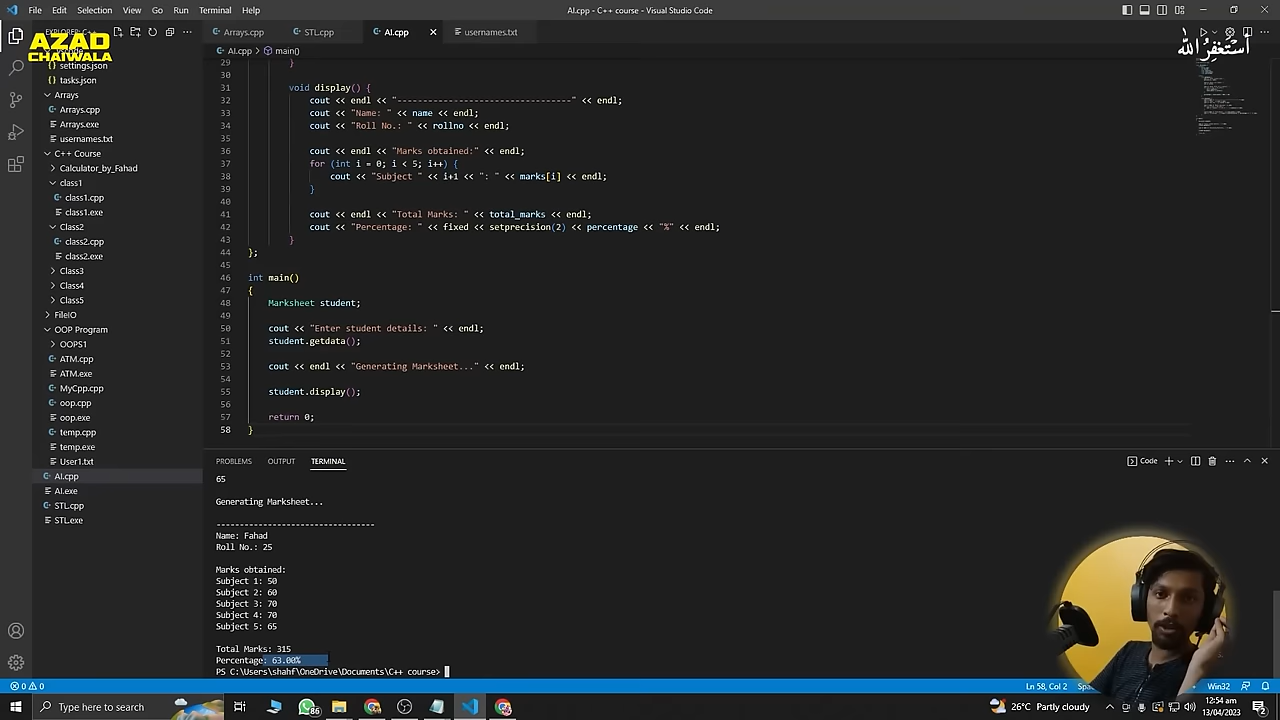 File Edit Selection View Go Run Terminal Help
AI.cpp - C++ course - Visual Studio Code
AZAD
CHAIWALA
أستغفر الله
Arrays.cpp
STL.cpp
AI.cpp
usernames.txt
AI.cpp > main()
settings.json
tasks.json
Arrays
Arrays.cpp
Arrays.exe
usernames.txt
C++ Course
Calculator_by_Fahad
class1
class1.cpp
class1.exe
Class2
class2.cpp
class2.exe
Class3
Class4
Class5
FileIO
OOP Program
OOPS1
ATM.cpp
ATM.exe
MyCpp.cpp
oop.cpp
oop.exe
temp.cpp
temp.exe
User1.txt
AI.cpp
AI.exe
STL.cpp
STL.exe
29 }
30
31 void display() {
32 cout << endl << "----------------------------------" << endl;
33 cout << "Name: " << name << endl;
34 cout << "Roll No.: " << rollno << endl;
35
36 cout << endl << "Marks obtained:" << endl;
37 for (int i = 0; i < 5; i++) {
38 cout << "Subject " << i+1 << ": " << marks[i] << endl;
39 }
40
41 cout << endl << "Total Marks: " << total_marks << endl;
42 cout << "Percentage: " << fixed << setprecision(2) << percentage << "%" << endl;
43 }
44 };
45
46 int main()
47 {
48 Marksheet student;
49
50 cout << "Enter student details: " << endl;
51 student.getdata();
52
53 cout << endl << "Generating Marksheet..." << endl;
54
55 student.display();
56
57 return 0;
58 }
PROBLEMS OUTPUT TERMINAL
Code
65
Generating Marksheet...
----------------------------------
Name: Fahad
Roll No.: 25
Marks obtained:
Subject 1: 50
Subject 2: 60
Subject 3: 70
Subject 4: 70
Subject 5: 65
Total Marks: 315
Percentage: 63.00%
PS C:\Users\shahf\OneDrive\Documents\C++ course>
0 0
Ln 58, Col 2
Win32
Type here to search
86
26°C Partly cloudy
12:54 am
13/04/2023
2